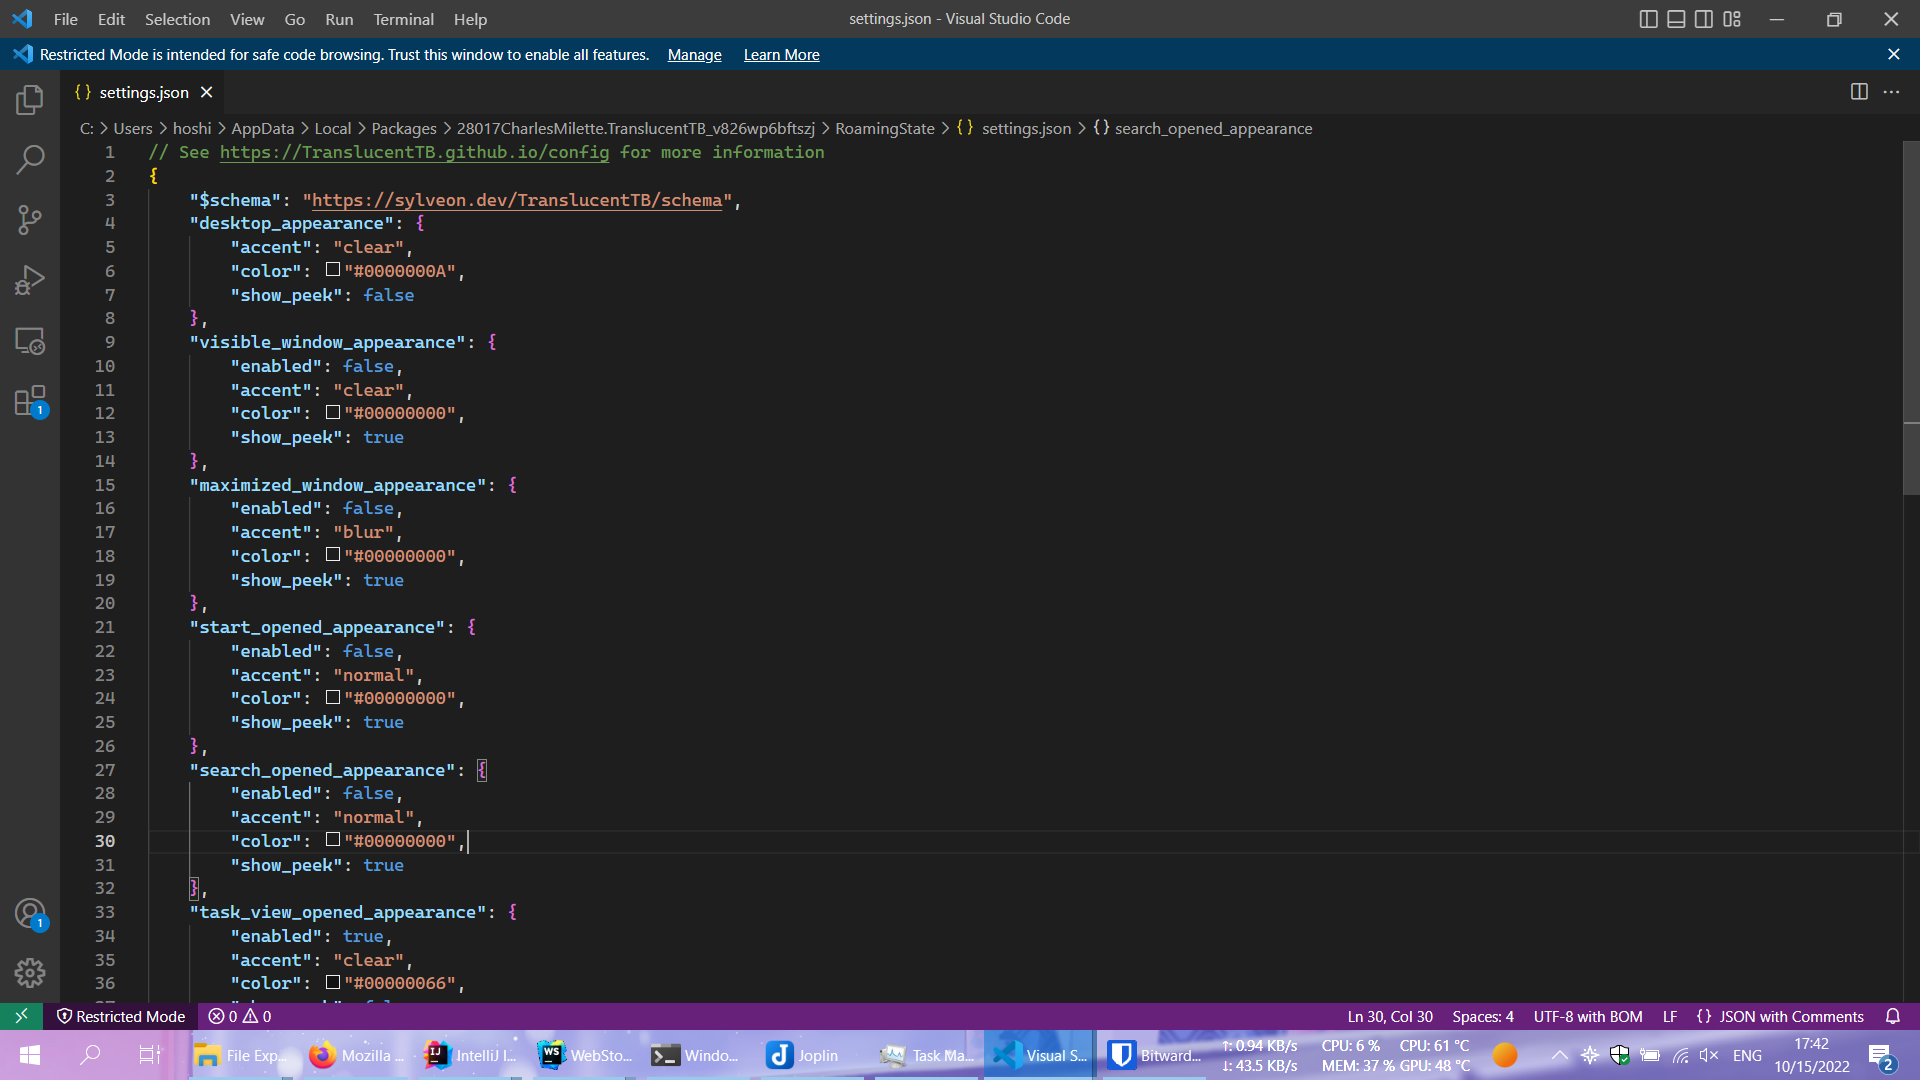 File Edit Selection View Go Run Terminal Help
settings.json - Visual Studio Code
Restricted Mode is intended for safe code browsing. Trust this window to enable all features. Manage Learn More
settings.json
C: > Users > hoshi > AppData > Local > Packages > 28017CharlesMilette.TranslucentTB_v826wp6bftszj > RoamingState > {} settings.json > {} search_opened_appearance
1 // See https://TranslucentTB.github.io/config for more information
2 {
3 "$schema": "https://sylveon.dev/TranslucentTB/schema",
4 "desktop_appearance": {
5 "accent": "clear",
6 "color": "#0000000A",
7 "show_peek": false
8 },
9 "visible_window_appearance": {
10 "enabled": false,
11 "accent": "clear",
12 "color": "#00000000",
13 "show_peek": true
14 },
15 "maximized_window_appearance": {
16 "enabled": false,
17 "accent": "blur",
18 "color": "#00000000",
19 "show_peek": true
20 },
21 "start_opened_appearance": {
22 "enabled": false,
23 "accent": "normal",
24 "color": "#00000000",
25 "show_peek": true
26 },
27 "search_opened_appearance": {
28 "enabled": false,
29 "accent": "normal",
30 "color": "#00000000",
31 "show_peek": true
32 },
33 "task_view_opened_appearance": {
34 "enabled": true,
35 "accent": "clear",
36 "color": "#00000066",
1
1
Restricted Mode 0 0
Ln 30, Col 30 Spaces: 4 UTF-8 with BOM LF {} JSON with Comments
File Exp... Mozilla ... IntelliJ I... WebSto... Windo... Joplin Task Ma... Visual S... Bitward...
↑: 0.94 KB/s CPU: 6 % CPU: 61 °C
↓: 43.5 KB/s MEM: 37 % GPU: 48 °C
ENG
17:42
10/15/2022
2